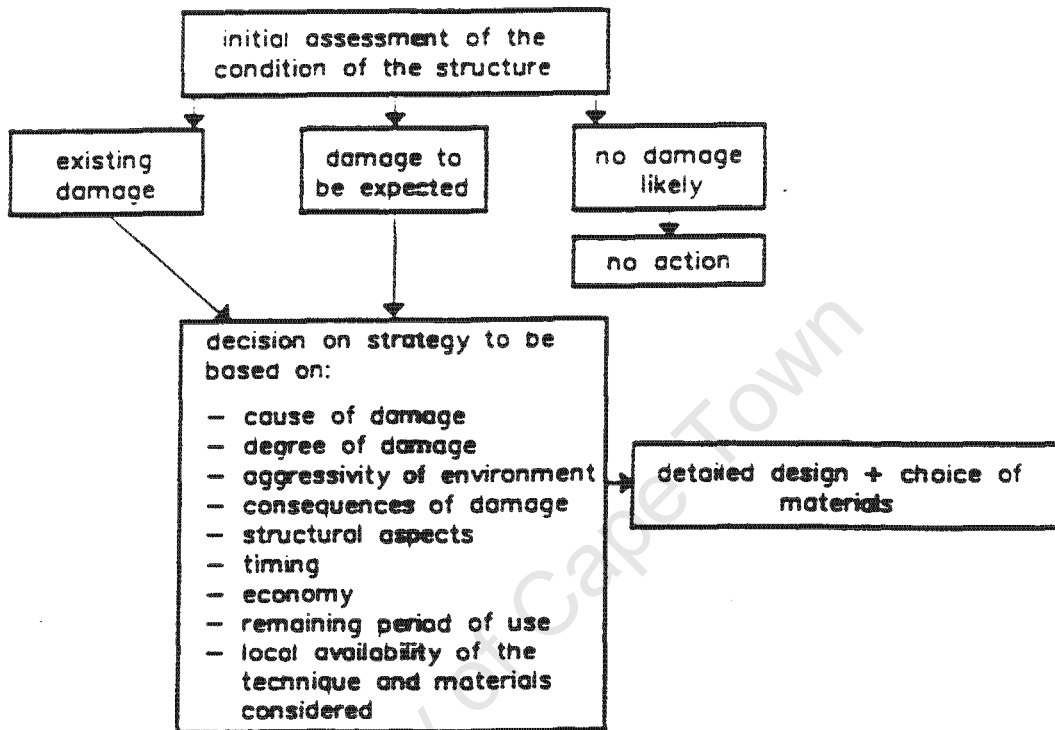 initial assessment of the
condition of the structure
existing
damage
damage to
be expected
no damage
likely
no action
decision on strategy to be
based on:
– cause of damage
– degree of damage
– aggressivity of environment
– consequences of damage
– structural aspects
– timing
– economy
– remaining period of use
– local availability of the
technique and materials
considered
detailed design + choice of
materials
of Cape Town